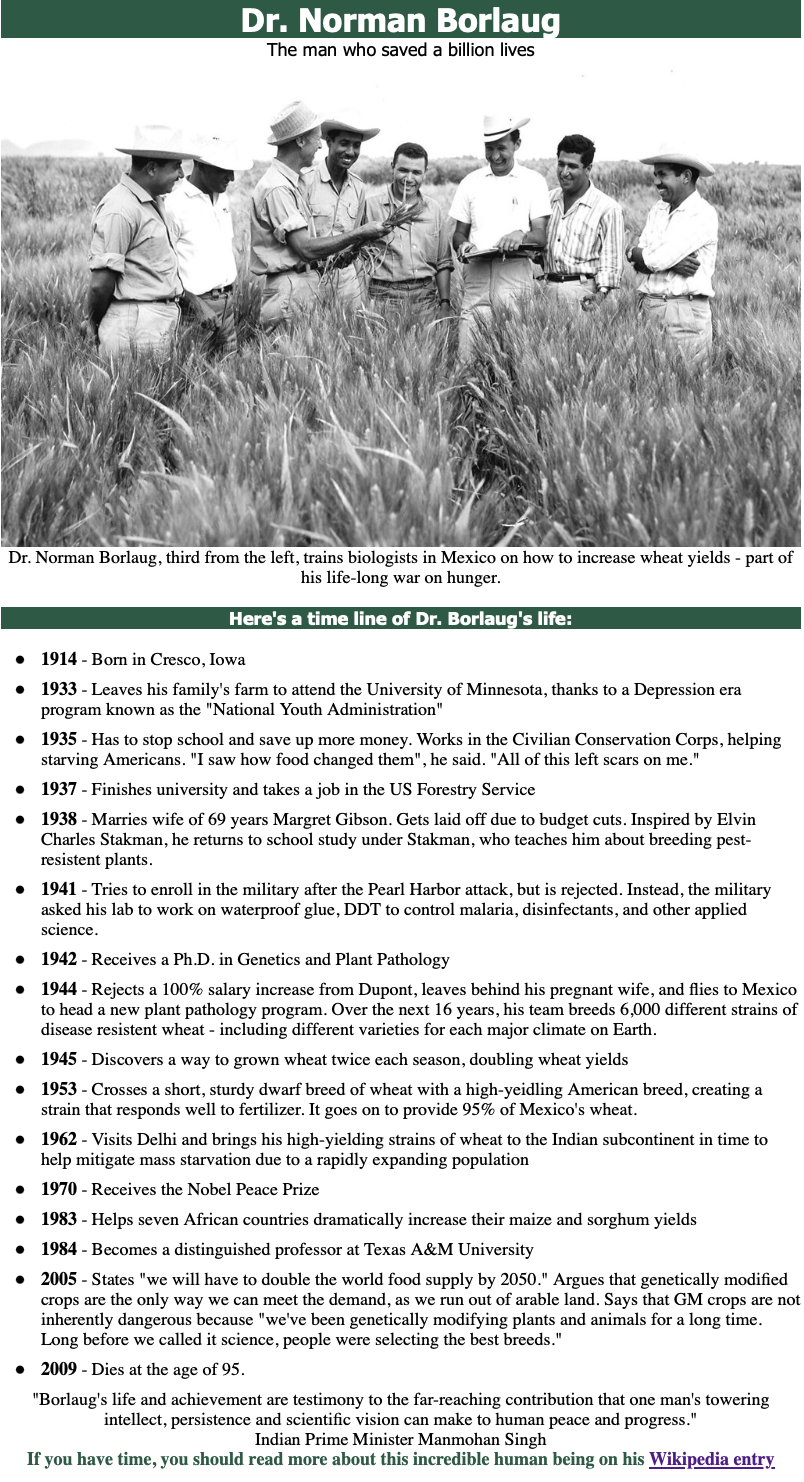 Dr. Norman Borlaug
The man who saved a billion lives
Dr. Norman Borlaug, third from the left, trains biologists in Mexico on how to increase wheat yields - part of
his life-long war on hunger.
Here's a time line of Dr. Borlaug's life:
● 1914 - Born in Cresco, Iowa
● 1933 - Leaves his family's farm to attend the University of Minnesota, thanks to a Depression era
program known as the "National Youth Administration"
● 1935 - Has to stop school and save up more money. Works in the Civilian Conservation Corps, helping
starving Americans. "I saw how food changed them", he said. "All of this left scars on me."
● 1937 - Finishes university and takes a job in the US Forestry Service
● 1938 - Marries wife of 69 years Margret Gibson. Gets laid off due to budget cuts. Inspired by Elvin
Charles Stakman, he returns to school study under Stakman, who teaches him about breeding pest-
resistent plants.
● 1941 - Tries to enroll in the military after the Pearl Harbor attack, but is rejected. Instead, the military
asked his lab to work on waterproof glue, DDT to control malaria, disinfectants, and other applied
science.
● 1942 - Receives a Ph.D. in Genetics and Plant Pathology
● 1944 - Rejects a 100% salary increase from Dupont, leaves behind his pregnant wife, and flies to Mexico
to head a new plant pathology program. Over the next 16 years, his team breeds 6,000 different strains of
disease resistent wheat - including different varieties for each major climate on Earth.
● 1945 - Discovers a way to grown wheat twice each season, doubling wheat yields
● 1953 - Crosses a short, sturdy dwarf breed of wheat with a high-yeidling American breed, creating a
strain that responds well to fertilizer. It goes on to provide 95% of Mexico's wheat.
● 1962 - Visits Delhi and brings his high-yielding strains of wheat to the Indian subcontinent in time to
help mitigate mass starvation due to a rapidly expanding population
● 1970 - Receives the Nobel Peace Prize
● 1983 - Helps seven African countries dramatically increase their maize and sorghum yields
● 1984 - Becomes a distinguished professor at Texas A&M University
● 2005 - States "we will have to double the world food supply by 2050." Argues that genetically modified
crops are the only way we can meet the demand, as we run out of arable land. Says that GM crops are not
inherently dangerous because "we've been genetically modifying plants and animals for a long time.
Long before we called it science, people were selecting the best breeds."
● 2009 - Dies at the age of 95.
"Borlaug's life and achievement are testimony to the far-reaching contribution that one man's towering
intellect, persistence and scientific vision can make to human peace and progress."
Indian Prime Minister Manmohan Singh
If you have time, you should read more about this incredible human being on his Wikipedia entry